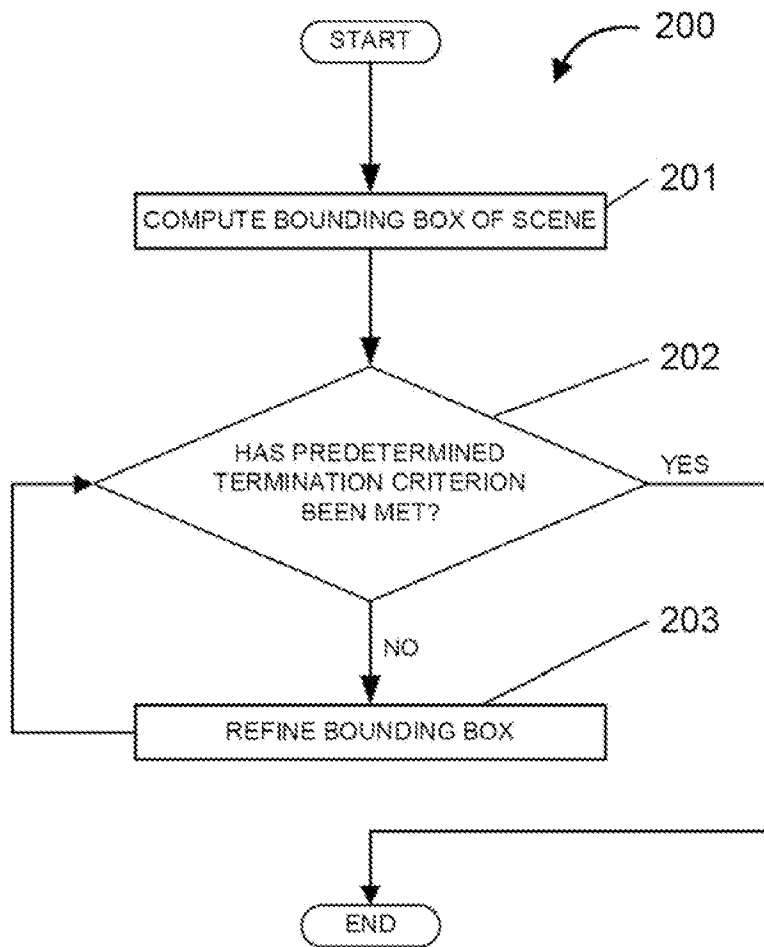 START
200
201
COMPUTE BOUNDING BOX OF SCENE
202
HAS PREDETERMINED
TERMINATION CRITERION
BEEN MET?
YES
NO
203
REFINE BOUNDING BOX
END